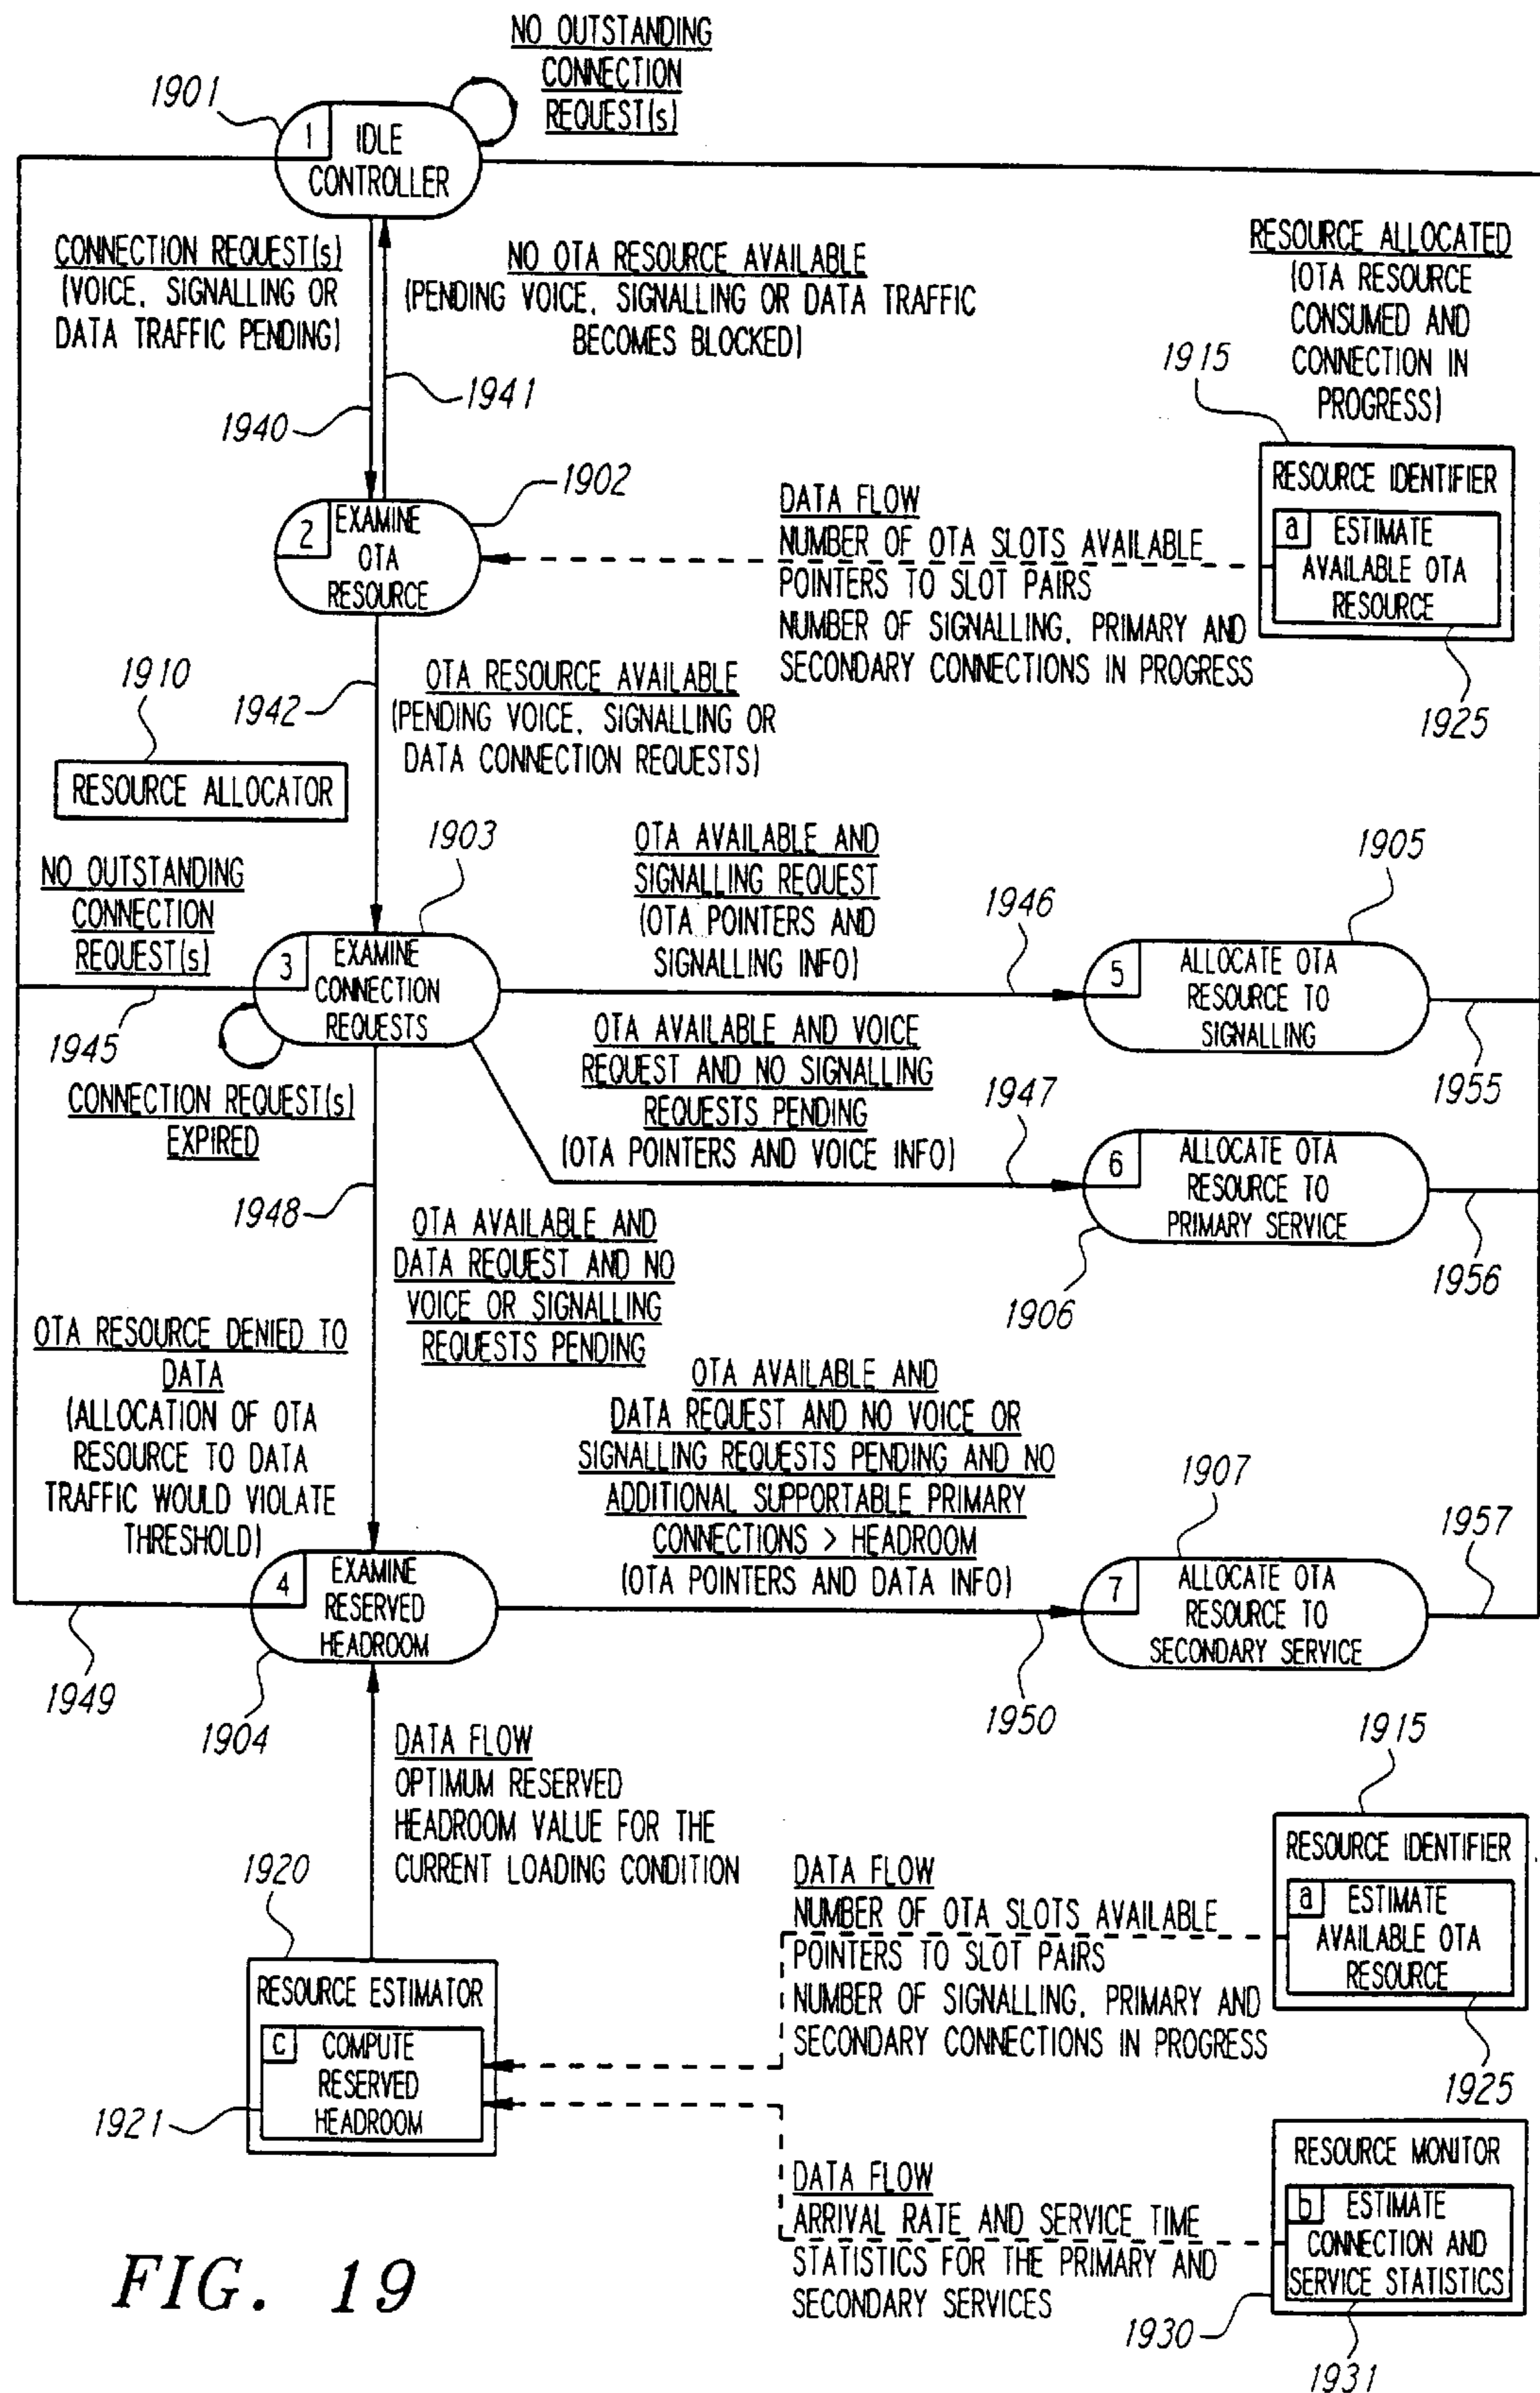 NO OUTSTANDING
CONNECTION
REQUEST(s)
1901
1
IDLE
CONTROLLER
CONNECTION REQUEST(s)
(VOICE, SIGNALLING OR
DATA TRAFFIC PENDING)
NO OTA RESOURCE AVAILABLE
(PENDING VOICE, SIGNALLING OR DATA TRAFFIC
BECOMES BLOCKED)
RESOURCE ALLOCATED
(OTA RESOURCE
CONSUMED AND
CONNECTION IN
PROGRESS)
1915
1940
1941
RESOURCE IDENTIFIER
a
ESTIMATE
AVAILABLE OTA
RESOURCE
1925
1902
2
EXAMINE
OTA
RESOURCE
DATA FLOW
NUMBER OF OTA SLOTS AVAILABLE
POINTERS TO SLOT PAIRS
NUMBER OF SIGNALLING, PRIMARY AND
SECONDARY CONNECTIONS IN PROGRESS
1910
RESOURCE ALLOCATOR
1942
OTA RESOURCE AVAILABLE
(PENDING VOICE, SIGNALLING OR
DATA CONNECTION REQUESTS)
1903
NO OUTSTANDING
CONNECTION
REQUEST(s)
3
EXAMINE
CONNECTION
REQUESTS
1945
CONNECTION REQUEST(s)
EXPIRED
OTA AVAILABLE AND
SIGNALLING REQUEST
(OTA POINTERS AND
SIGNALLING INFO)
1946
1905
5
ALLOCATE OTA
RESOURCE TO
SIGNALLING
1955
OTA AVAILABLE AND VOICE
REQUEST AND NO SIGNALLING
REQUESTS PENDING
(OTA POINTERS AND VOICE INFO)
1947
6
ALLOCATE OTA
RESOURCE TO
PRIMARY SERVICE
1906
1956
1948
OTA AVAILABLE AND
DATA REQUEST AND NO
VOICE OR SIGNALLING
REQUESTS PENDING
OTA RESOURCE DENIED TO
DATA
(ALLOCATION OF OTA
RESOURCE TO DATA
TRAFFIC WOULD VIOLATE
THRESHOLD)
OTA AVAILABLE AND
DATA REQUEST AND NO VOICE OR
SIGNALLING REQUESTS PENDING AND NO
ADDITIONAL SUPPORTABLE PRIMARY
CONNECTIONS > HEADROOM
(OTA POINTERS AND DATA INFO)
1907
1957
4
EXAMINE
RESERVED
HEADROOM
7
ALLOCATE OTA
RESOURCE TO
SECONDARY SERVICE
1949
1904
1950
DATA FLOW
OPTIMUM RESERVED
HEADROOM VALUE FOR THE
CURRENT LOADING CONDITION
1920
RESOURCE ESTIMATOR
c
COMPUTE
RESERVED
HEADROOM
1921
1915
RESOURCE IDENTIFIER
a
ESTIMATE
AVAILABLE OTA
RESOURCE
1925
DATA FLOW
NUMBER OF OTA SLOTS AVAILABLE
POINTERS TO SLOT PAIRS
NUMBER OF SIGNALLING, PRIMARY AND
SECONDARY CONNECTIONS IN PROGRESS
DATA FLOW
ARRIVAL RATE AND SERVICE TIME
STATISTICS FOR THE PRIMARY AND
SECONDARY SERVICES
RESOURCE MONITOR
b
ESTIMATE
CONNECTION AND
SERVICE STATISTICS
1930
1931
FIG. 19